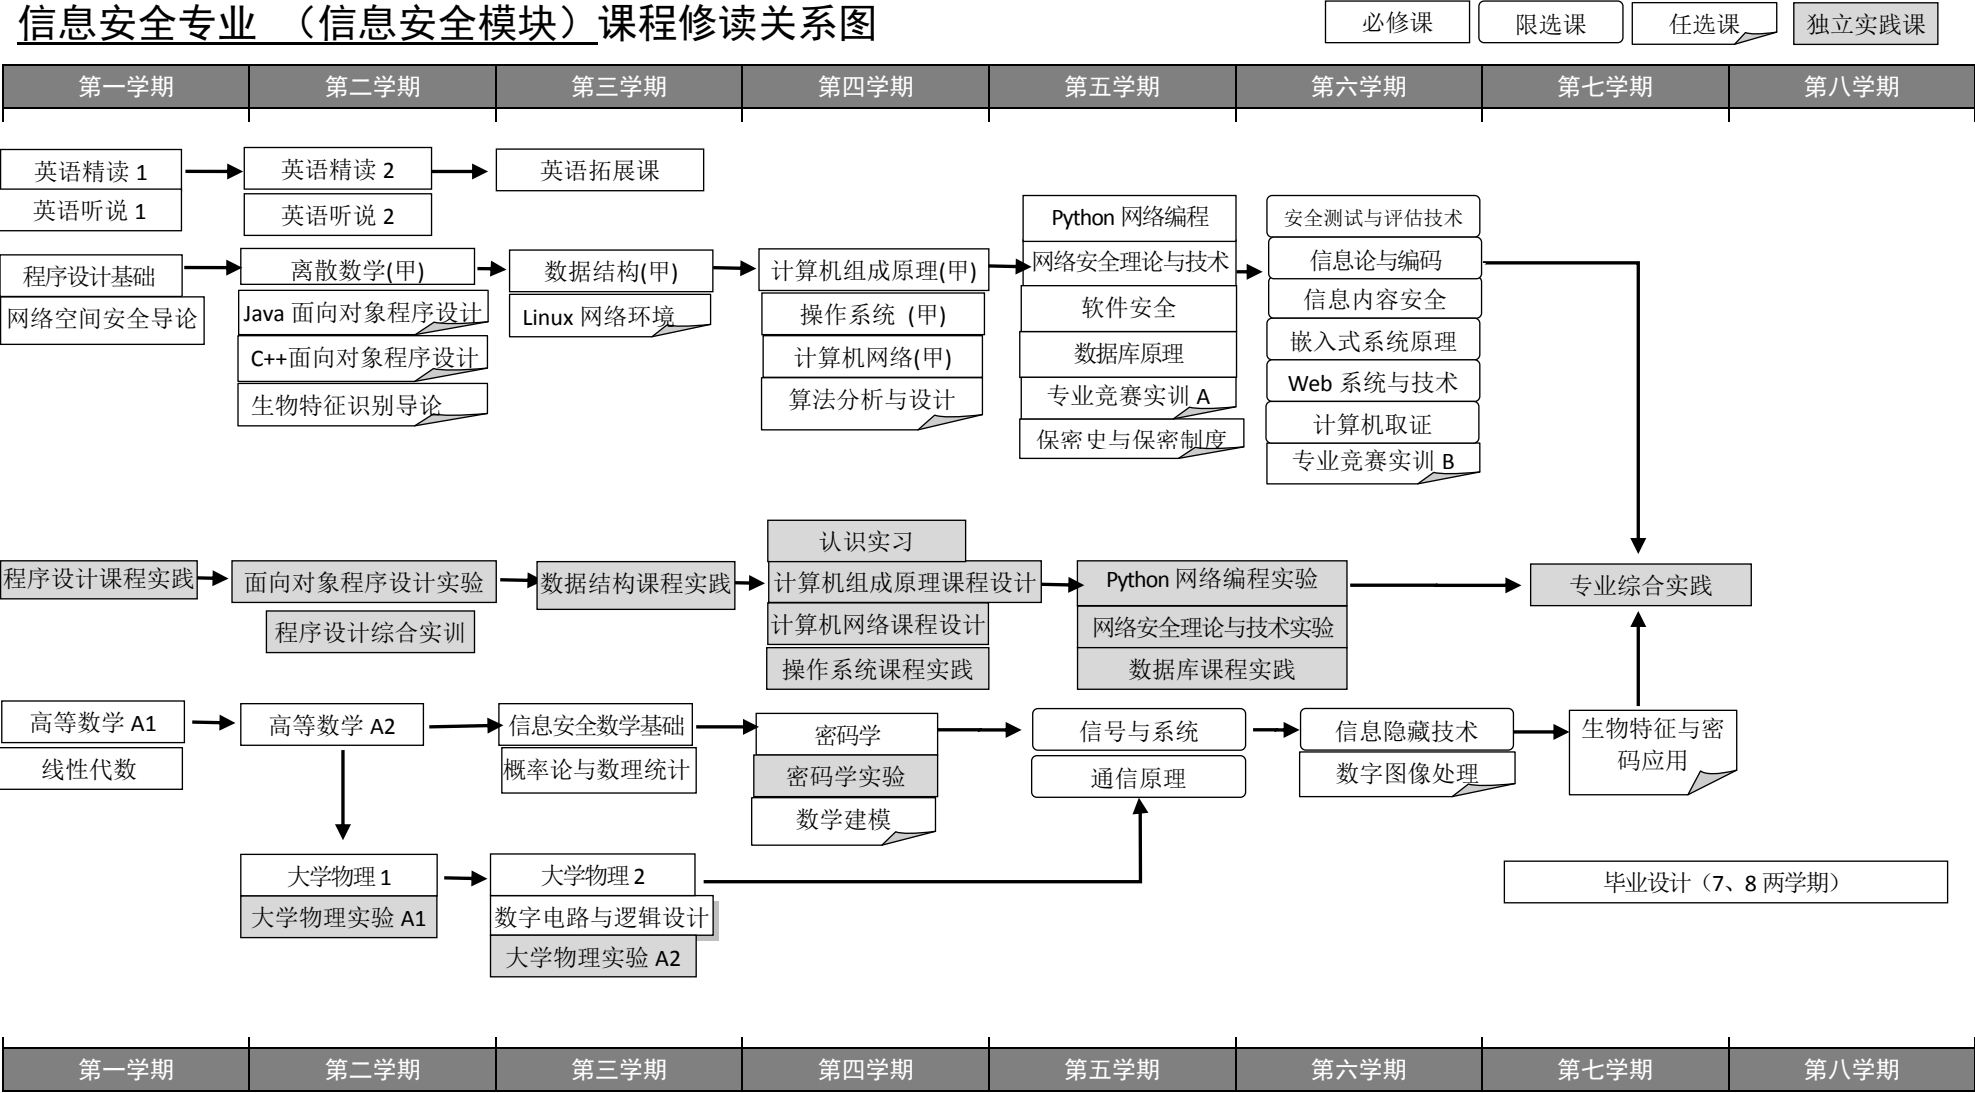 信息安全专业 （信息安全模块）课程修读关系图
必修课 限选课 任选课 独立实践课
第一学期 第二学期 第三学期 第四学期 第五学期 第六学期 第七学期 第八学期
英语精读 1
英语听说 1
英语精读 2
英语听说 2
英语拓展课
程序设计基础
网络空间安全导论
离散数学(甲)
Java 面向对象程序设计
C++面向对象程序设计
生物特征识别导论
数据结构(甲)
Linux 网络环境
计算机组成原理(甲)
操作系统 (甲)
计算机网络(甲)
算法分析与设计
Python 网络编程
网络安全理论与技术
软件安全
数据库原理
专业竞赛实训 A
保密史与保密制度
安全测试与评估技术
信息论与编码
信息内容安全
嵌入式系统原理
Web 系统与技术
计算机取证
专业竞赛实训 B
程序设计课程实践
面向对象程序设计实验
程序设计综合实训
数据结构课程实践
认识实习
计算机组成原理课程设计
计算机网络课程设计
操作系统课程实践
Python 网络编程实验
网络安全理论与技术实验
数据库课程实践
专业综合实践
高等数学 A1
线性代数
高等数学 A2
信息安全数学基础
概率论与数理统计
密码学
密码学实验
数学建模
信号与系统
通信原理
信息隐藏技术
数字图像处理
生物特征与密
码应用
大学物理 1
大学物理实验 A1
大学物理 2
数字电路与逻辑设计
大学物理实验 A2
毕业设计（7、8 两学期）
第一学期 第二学期 第三学期 第四学期 第五学期 第六学期 第七学期 第八学期